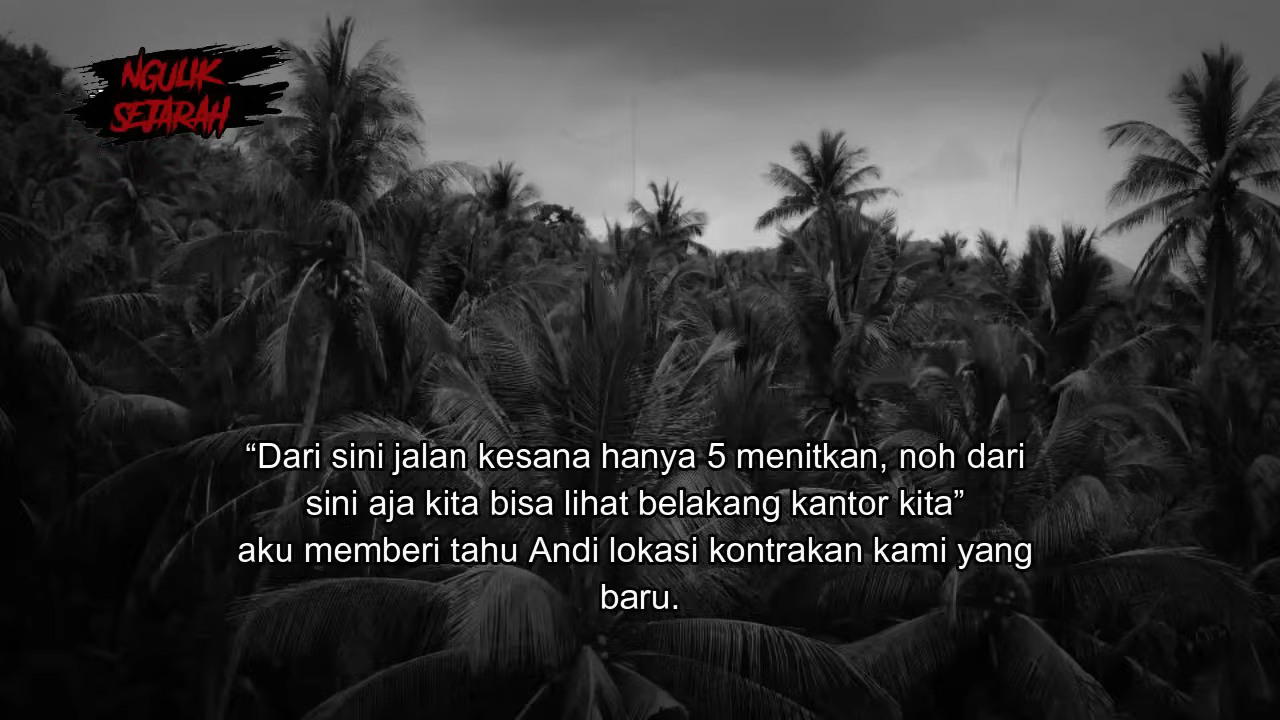 NGULIK
SEJARAH
“Dari sini jalan kesana hanya 5 menitkan, noh dari
sini aja kita bisa lihat belakang kantor kita”
aku memberi tahu Andi lokasi kontrakan kami yang
baru.